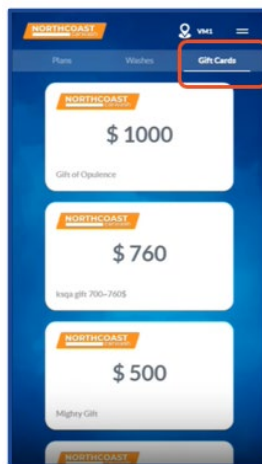 NORTHCOAST
VM1
Plans Washes Gift Cards
NORTHCOAST
$ 1000
Gift of Opulence
NORTHCOAST
$ 760
ksqa gift 700~760$
NORTHCOAST
$ 500
Mighty Gift
NORTHCOAST